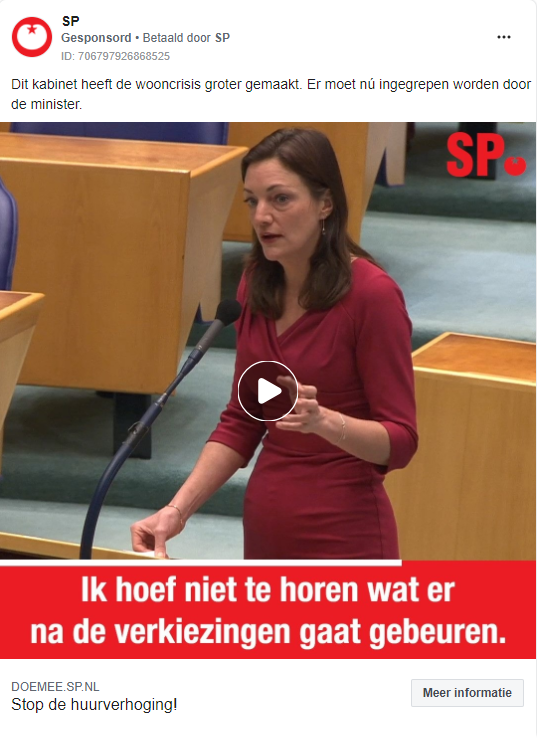 SP
Gesponsord • Betaald door SP
ID: 706797926868525
Dit kabinet heeft de wooncrisis groter gemaakt. Er moet nú ingegrepen worden door
de minister.
SP.
Ik hoef niet te horen wat er
na de verkiezingen gaat gebeuren.
DOEMEE.SP.NL
Stop de huurverhoging!
Meer informatie